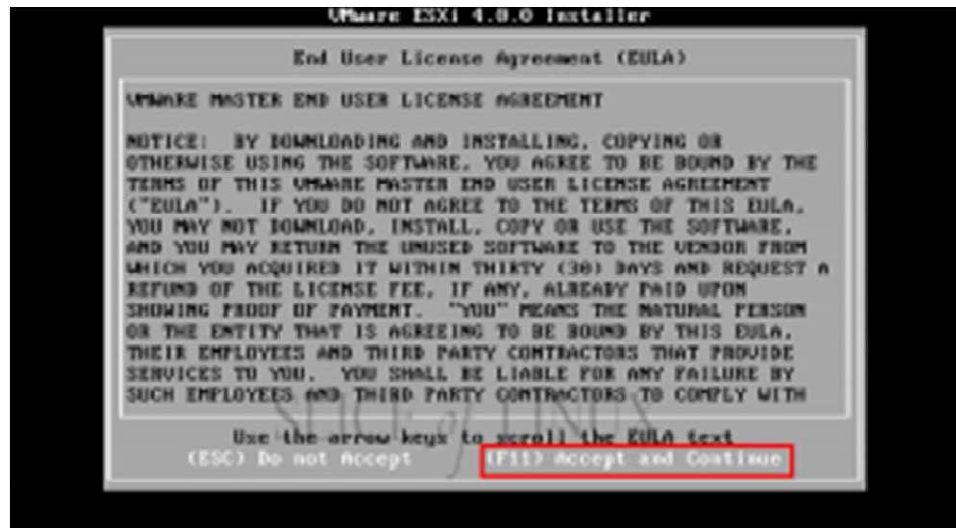 VMware ESXi 4.0.0 Installer
End User License Agreement (EULA)
VMWARE MASTER END USER LICENSE AGREEMENT
NOTICE: BY DOWNLOADING AND INSTALLING, COPYING OR
OTHERWISE USING THE SOFTWARE, YOU AGREE TO BE BOUND BY THE
TERMS OF THIS VMWARE MASTER END USER LICENSE AGREEMENT
("EULA"). IF YOU DO NOT AGREE TO THE TERMS OF THIS EULA,
YOU MAY NOT DOWNLOAD, INSTALL, COPY OR USE THE SOFTWARE,
AND YOU MAY RETURN THE UNUSED SOFTWARE TO THE VENDOR FROM
WHICH YOU ACQUIRED IT WITHIN THIRTY (30) DAYS AND REQUEST A
REFUND OF THE LICENSE FEE, IF ANY, ALREADY PAID UPON
SHOWING PROOF OF PAYMENT. "YOU" MEANS THE NATURAL PERSON
OR THE ENTITY THAT IS AGREEING TO BE BOUND BY THIS EULA,
THEIR EMPLOYEES AND THIRD PARTY CONTRACTORS THAT PROVIDE
SERVICES TO YOU. YOU SHALL BE LIABLE FOR ANY FAILURE BY
SUCH EMPLOYEES AND THIRD PARTY CONTRACTORS TO COMPLY WITH
SLICE of LINUX
Use the arrow keys to scroll the EULA text
(ESC) Do not Accept (F11) Accept and Continue